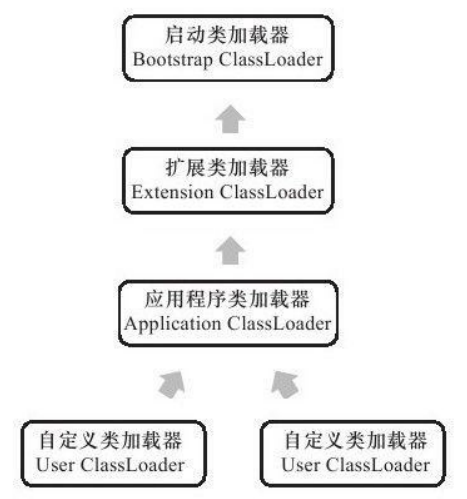 启动类加载器
Bootstrap ClassLoader
扩展类加载器
Extension ClassLoader
应用程序类加载器
Application ClassLoader
自定义类加载器
User ClassLoader
自定义类加载器
User ClassLoader